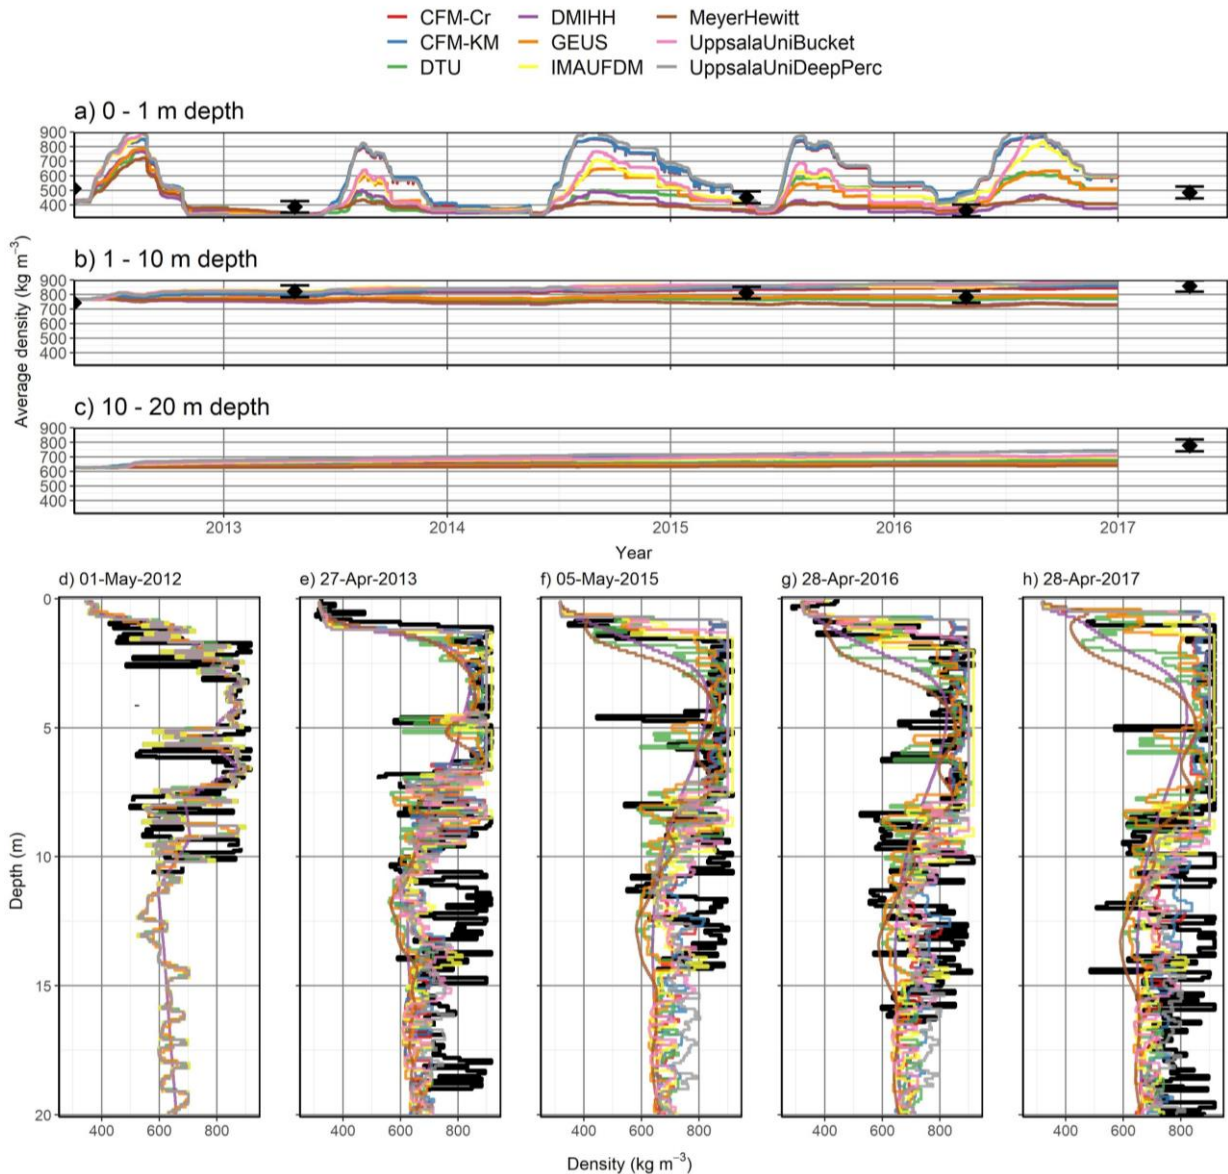 CFM-Cr DMIHH MeyerHewitt
CFM-KM GEUS UppsalaUniBucket
DTU IMAUFDM UppsalaUniDeepPerc
a) 0 - 1 m depth
900
800
700
600
500
400
b) 1 - 10 m depth
900
800
700
600
500
400
c) 10 - 20 m depth
900
800
700
600
500
400
Average density (kg m⁻³)
2013 2014 2015 2016 2017
Year
d) 01-May-2012 e) 27-Apr-2013 f) 05-May-2015 g) 28-Apr-2016 h) 28-Apr-2017
0
5
10
15
20
Depth (m)
400 600 800 400 600 800 400 600 800 400 600 800 400 600 800
Density (kg m⁻³)